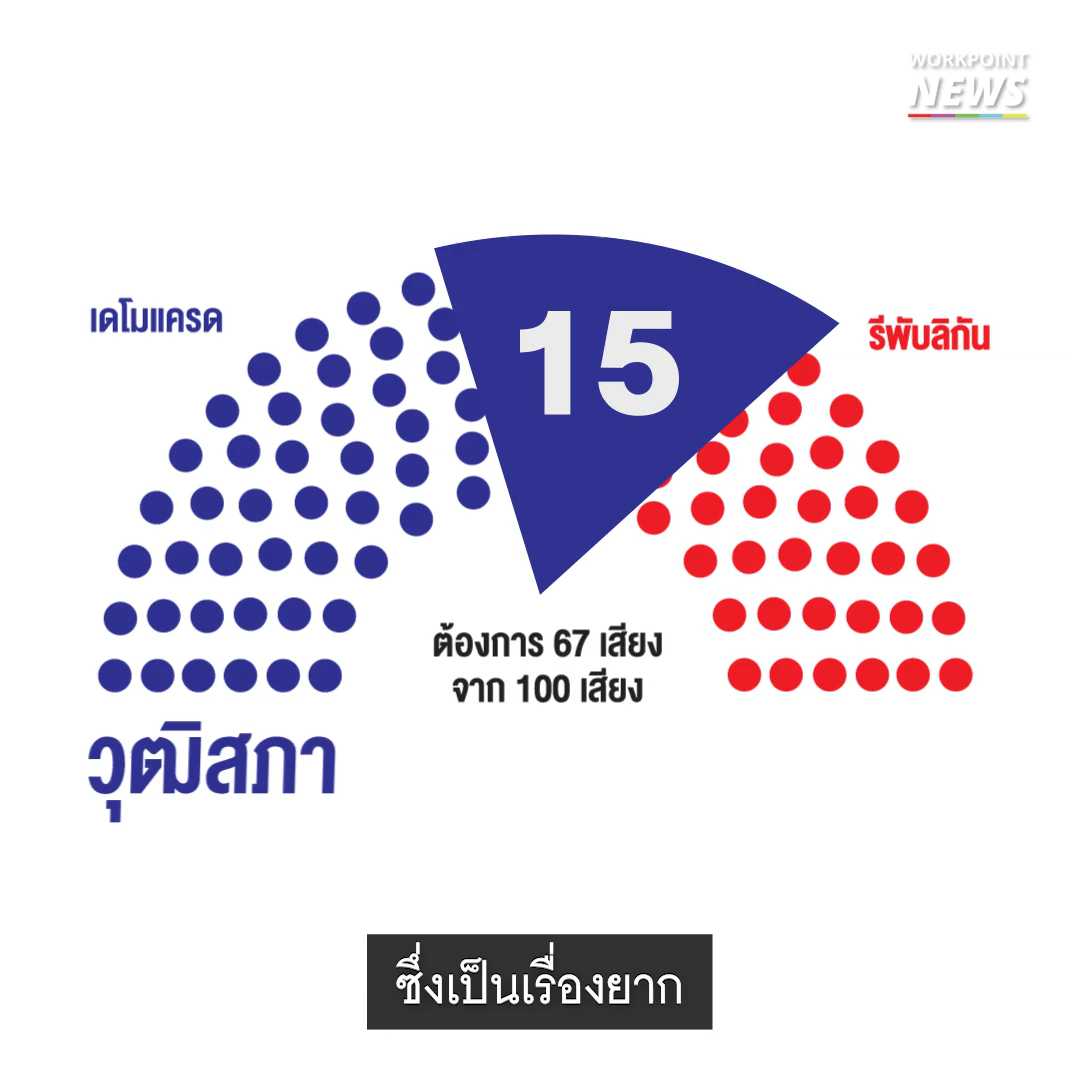 WORKPOINT
NEWS
เดโมแครด
15
รีพับลิกัน
ต้องการ 67 เสียง
จาก 100 เสียง
วุฒิสภา
ซึ่งเป็นเรื่องยาก